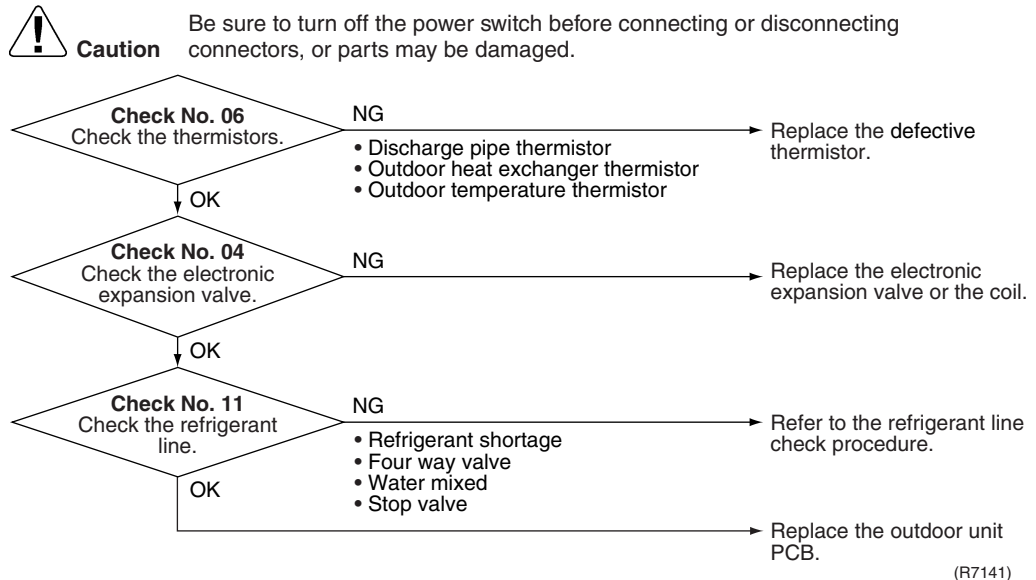 Be sure to turn off the power switch before connecting or disconnecting
Caution connectors, or parts may be damaged.
Check No. 06
Check the thermistors.
NG
• Discharge pipe thermistor
• Outdoor heat exchanger thermistor
• Outdoor temperature thermistor
Replace the defective
thermistor.
OK
Check No. 04
Check the electronic
expansion valve.
NG
Replace the electronic
expansion valve or the coil.
OK
Check No. 11
Check the refrigerant
line.
NG
• Refrigerant shortage
• Four way valve
• Water mixed
• Stop valve
Refer to the refrigerant line
check procedure.
OK
Replace the outdoor unit
PCB.
(R7141)